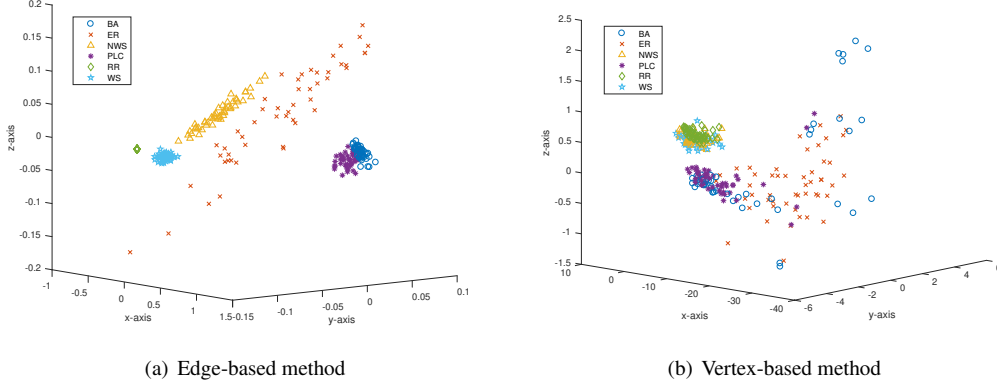 0.2
0.15
0.1
0.05
0
-0.05
-0.1
-0.15
-0.2
BA
ER
NWS
PLC
RR
WS
z-axis
-1
0
0.5
1
1.5
x-axis
-0.15
-0.1
-0.05
0
0.05
0.1
y-axis
(a) Edge-based method
2.5
2
1.5
1
0.5
0
-0.5
-1
-1.5
BA
ER
NWS
PLC
RR
WS
z-axis
10
0
-10
-20
-30
-40
x-axis
-6
-4
-2
0
2
4
y-axis
(b) Vertex-based method